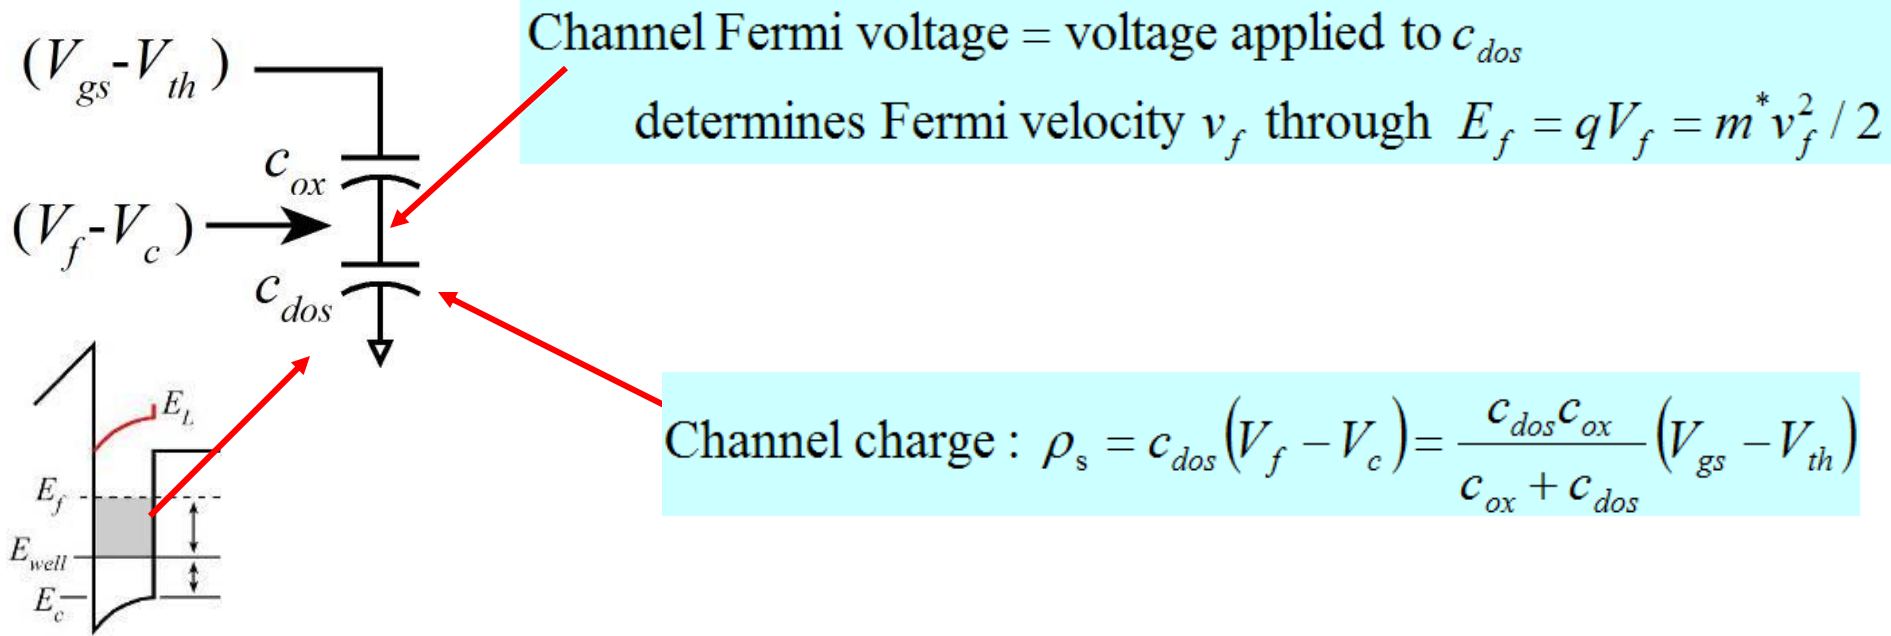 Channel Fermi voltage = voltage applied to c_dos
determines Fermi velocity v_f through E_f = qV_f = m^* v_f^2 / 2
(V_gs-V_th)
c_ox
(V_f-V_c)
c_dos
E_L
E_f
E_well
E_c
Channel charge : ρ_s = c_dos (V_f − V_c) = \frac{c_dos c_ox}{c_ox + c_dos} (V_gs − V_th)